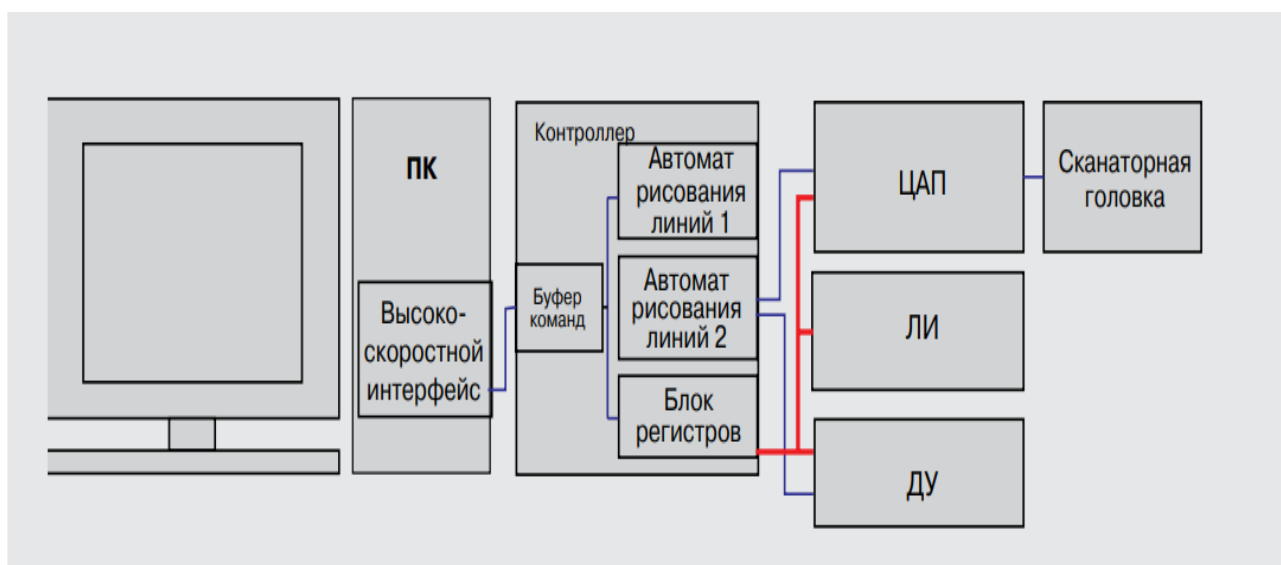 ПК
Высоко-
скоростной
интерфейс
Контроллер
Буфер
команд
Автомат
рисования
линий 1
Автомат
рисования
линий 2
Блок
регистров
ЦАП
ЛИ
ДУ
Сканаторная
головка